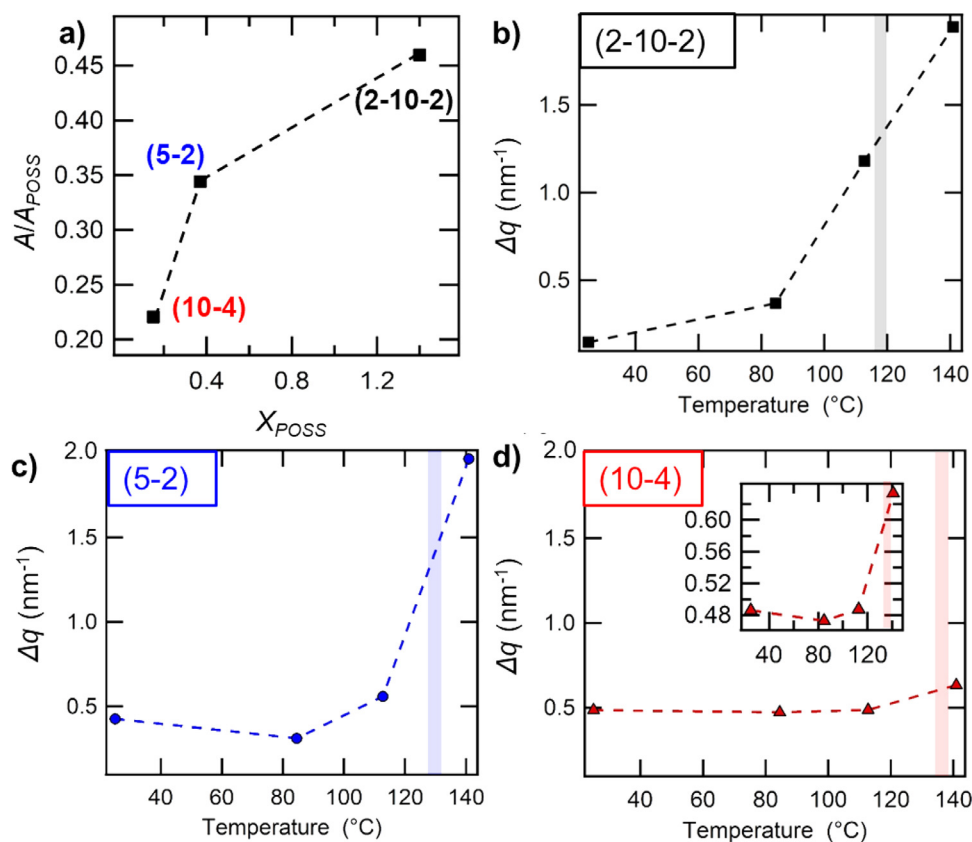 a)
0.45
0.40
0.35
0.30
0.25
0.20
A/A_POSS
(2-10-2)
(5-2)
(10-4)
0.4 0.8 1.2
X_POSS
b)
(2-10-2)
1.5
1.0
0.5
Δq (nm⁻¹)
40 60 80 100 120 140
Temperature (°C)
c)
(5-2)
2.0
1.5
1.0
0.5
Δq (nm⁻¹)
40 60 80 100 120 140
Temperature (°C)
d)
(10-4)
2.0
1.5
1.0
0.5
Δq (nm⁻¹)
0.60
0.56
0.52
0.48
40 80 120
40 60 80 100 120 140
Temperature (°C)